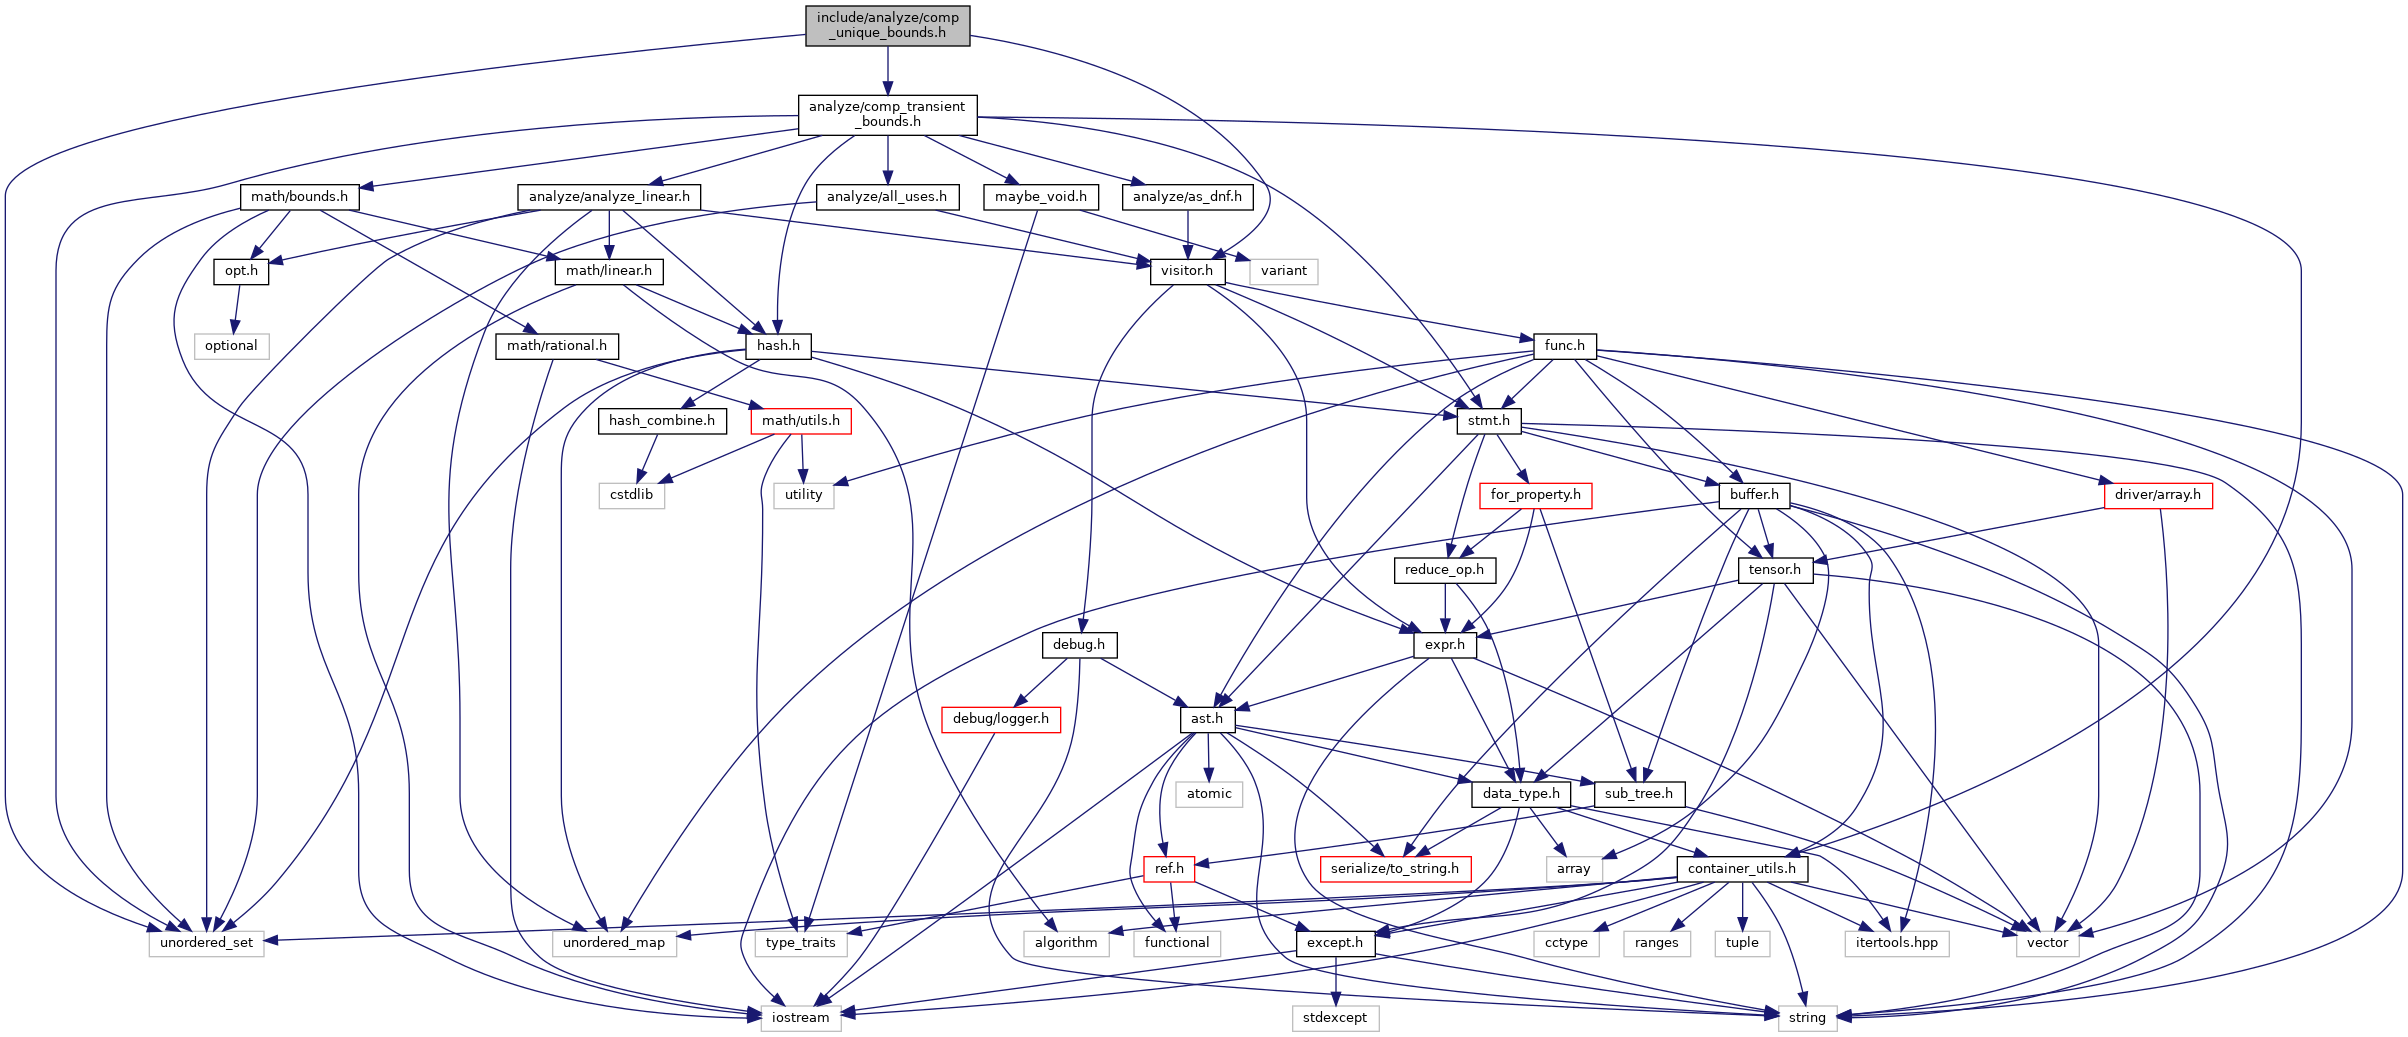 include/analyze/comp
_unique_bounds.h
analyze/comp_transient
_bounds.h
math/bounds.h
analyze/analyze_linear.h
analyze/all_uses.h
maybe_void.h
analyze/as_dnf.h
opt.h
math/linear.h
visitor.h
variant
optional
math/rational.h
hash.h
func.h
hash_combine.h
math/utils.h
stmt.h
cstdlib
utility
for_property.h
buffer.h
driver/array.h
reduce_op.h
tensor.h
debug.h
expr.h
debug/logger.h
ast.h
atomic
data_type.h
sub_tree.h
ref.h
serialize/to_string.h
array
container_utils.h
unordered_set
unordered_map
type_traits
algorithm
functional
except.h
cctype
ranges
tuple
itertools.hpp
vector
iostream
stdexcept
string